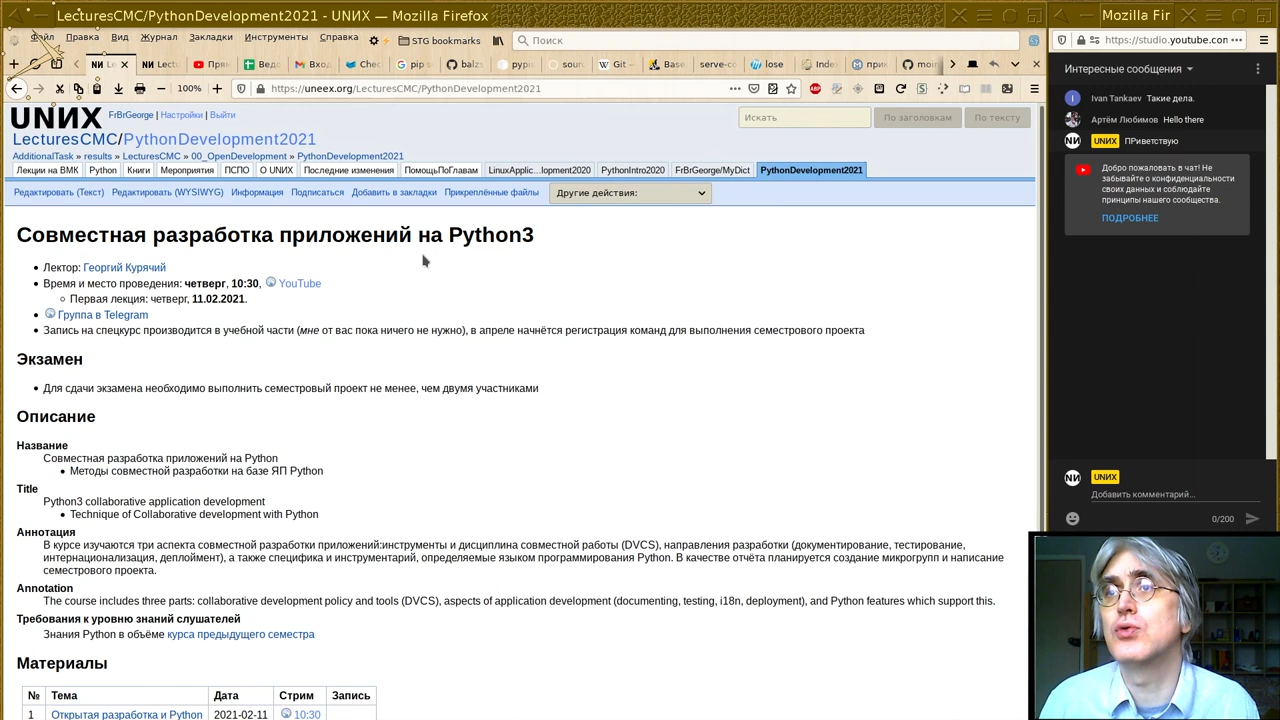 LecturesCMC/PythonDevelopment2021 - UNИX — Mozilla Firefox
Mozilla Fir
Файл Правка Вид Журнал Закладки Инструменты Справка
STG bookmarks
Поиск
https://studio.youtube.con
100%
https://uneex.org/LecturesCMC/PythonDevelopment2021
UNИX
FrBrGeorge | Настройки | Выйти
Искать
По заголовкам
По тексту
LecturesCMC/PythonDevelopment2021
AdditionalTask » results » LecturesCMC » 00_OpenDevelopment » PythonDevelopment2021
Лекции на ВМК Python Книги Мероприятия ПСПО О UNIX Последние изменения ПомощьПоГлавам LinuxApplic...lopment2020 PythonIntro2020 FrBrGeorge/MyDict PythonDevelopment2021
Редактировать (Текст) Редактировать (WYSIWYG) Информация Подписаться Добавить в закладки Прикреплённые файлы Другие действия:
Совместная разработка приложений на Python3
Лектор: Георгий Курячий
Время и место проведения: четверг, 10:30, YouTube
Первая лекция: четверг, 11.02.2021.
Группа в Telegram
Запись на спецкурс производится в учебной части (мне от вас пока ничего не нужно), в апреле начнётся регистрация команд для выполнения семестрового проекта
Экзамен
Для сдачи экзамена необходимо выполнить семестровый проект не менее, чем двумя участниками
Описание
Название
Совместная разработка приложений на Python
Методы совместной разработки на базе ЯП Python
Title
Python3 collaborative application development
Technique of Collaborative development with Python
Аннотация
В курсе изучаются три аспекта совместной разработки приложений:инструменты и дисциплина совместной работы (DVCS), направления разработки (документирование, тестирование,
интернационализация, деплоймент), а также специфика и инструментарий, определяемые языком программирования Python. В качестве отчёта планируется создание микрогрупп и написание
семестрового проекта.
Annotation
The course includes three parts: collaborative development policy and tools (DVCS), aspects of application development (documenting, testing, i18n, deployment), and Python features which support this.
Требования к уровню знаний слушателей
Знания Python в объёме курса предыдущего семестра
Материалы
№ Тема Дата Стрим Запись
1 Открытая разработка и Python 2021-02-11 10:30
Интересные сообщения
Ivan Tankaev Такие дела.
Артём Любимов Hello there
UNIX ПРиветствую
Добро пожаловать в чат! Не
забывайте о конфиденциальности
своих данных и соблюдайте
принципы нашего сообщества.
ПОДРОБНЕЕ
UNИX
Добавить комментарий...
0/200